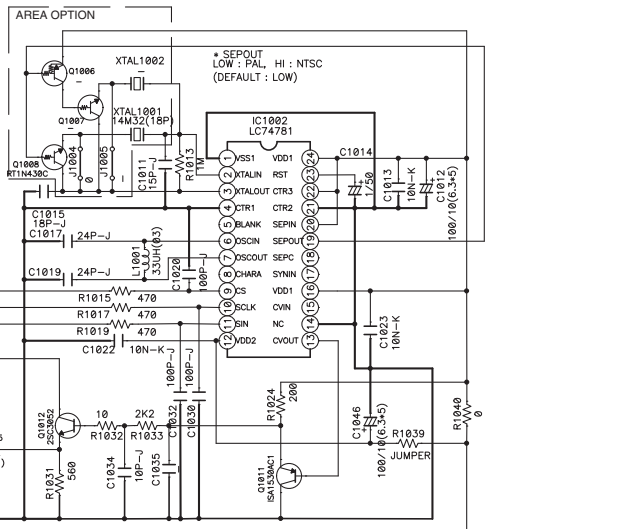 AREA OPTION
* SEPOUT
LOW : PAL, HI : NTSC
(DEFAULT : LOW)
XTAL1002
Q1006
XTAL1001
14M32(18P)
Q1007
Q1008
RT1N430C
J1004
0
J1005
C1011
15P-J
R1013
1M
IC1002
LC74781
1 VSS1
2 XTALIN
3 XTALOUT
4 CTR1
5 BLANK
6 OSCIN
7 OSCOUT
8 CHARA
9 CS
10 SCLK
11 SIN
12 VDD2
VDD1 24
RST 23
CTR3 22
CTR2 21
SEPIN 20
SEPOUT 19
SEPC 18
SYNIN 17
VDD1 16
CVIN 15
NC 14
CVOUT 13
C1014
1/50
C1013
10N-K
C1012
100/10(6.3*5)
C1015
18P-J
C1017
24P-J
L1001
33UH(03)
C1019
24P-J
C1020
100P-J
R1015
470
R1017
470
R1019
470
C1022
10N-K
100P-J
C1032
100P-J
C1030
C1023
10N-K
R1024
200
C1046
100/10(6.3*5)
R1039
JUMPER
R1040
0
Q1012
2SC3052
10
R1032
2K2
R1033
R1031
560
C1034
10P-J
C1035
Q1011
ISA1530AC1